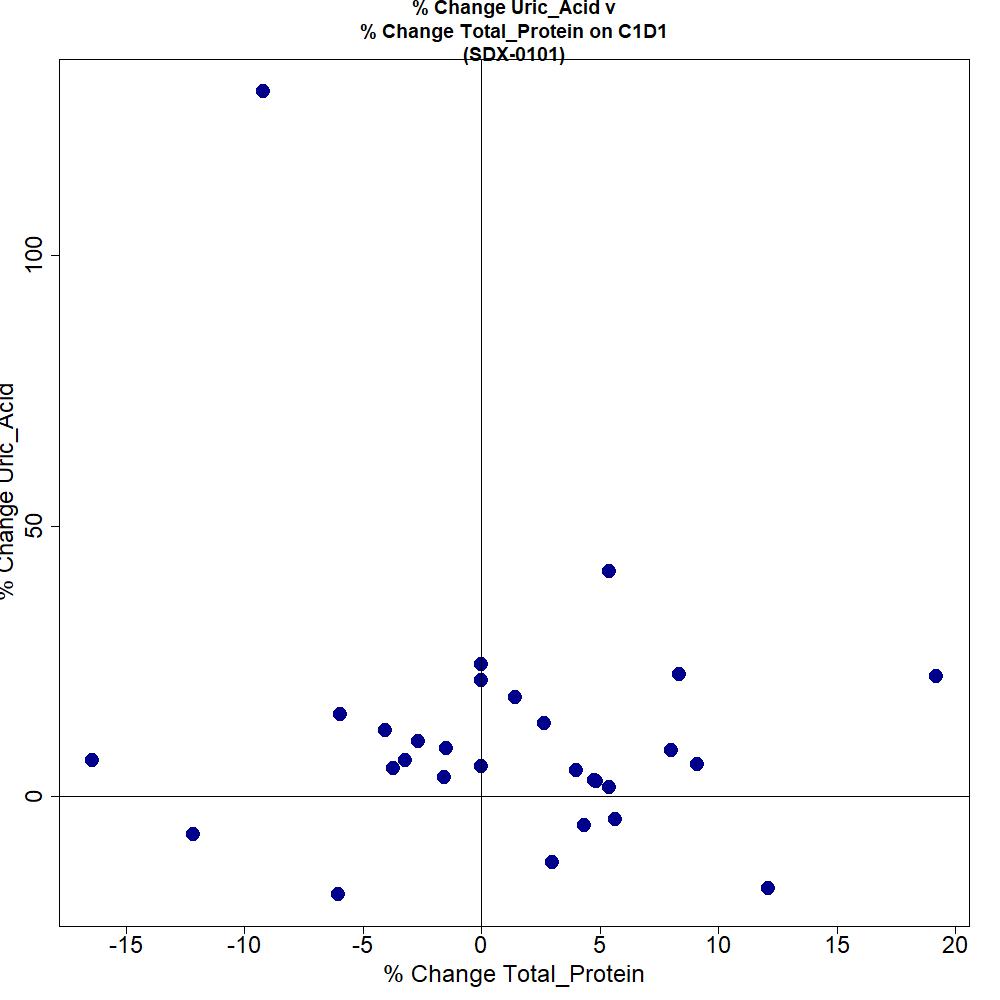 % Change Uric_Acid v
% Change Total_Protein on C1D1
(SDX-0101)
100
50
0
% Change Uric_Acid
-15 -10 -5 0 5 10 15 20
% Change Total_Protein